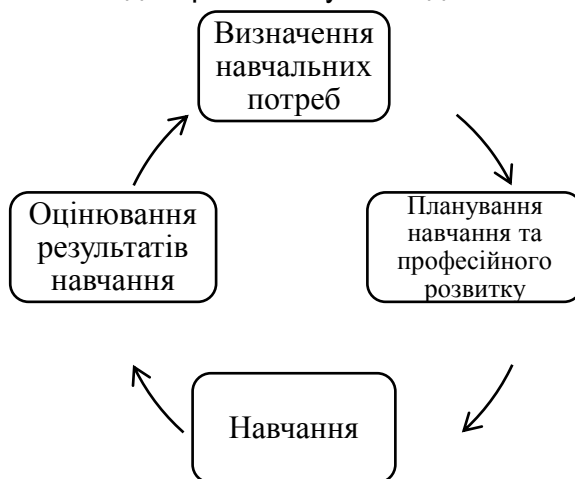 Визначення
навчальних
потреб
Планування
навчання та
професійного
розвитку
Навчання
Оцінювання
результатів
навчання